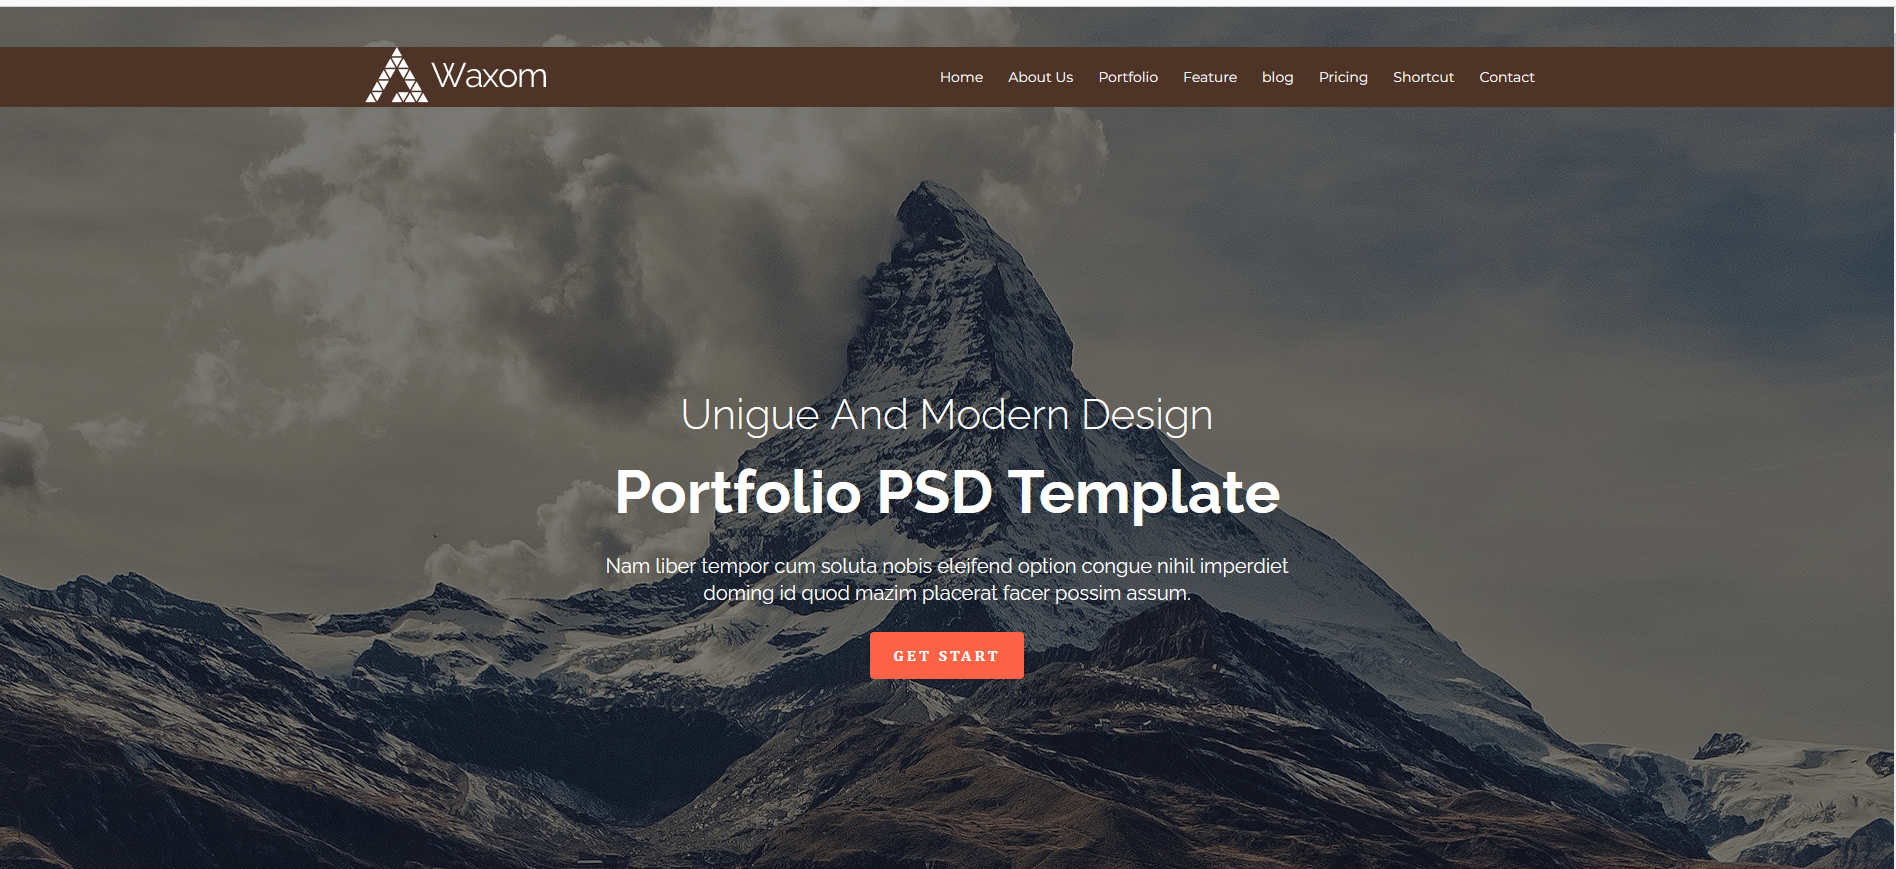 Waxom
Home About Us Portfolio Feature blog Pricing Shortcut Contact
Unigue And Modern Design
Portfolio PSD Template
Nam liber tempor cum soluta nobis eleifend option congue nihil imperdiet
doming id quod mazim placerat facer possim assum.
GET START